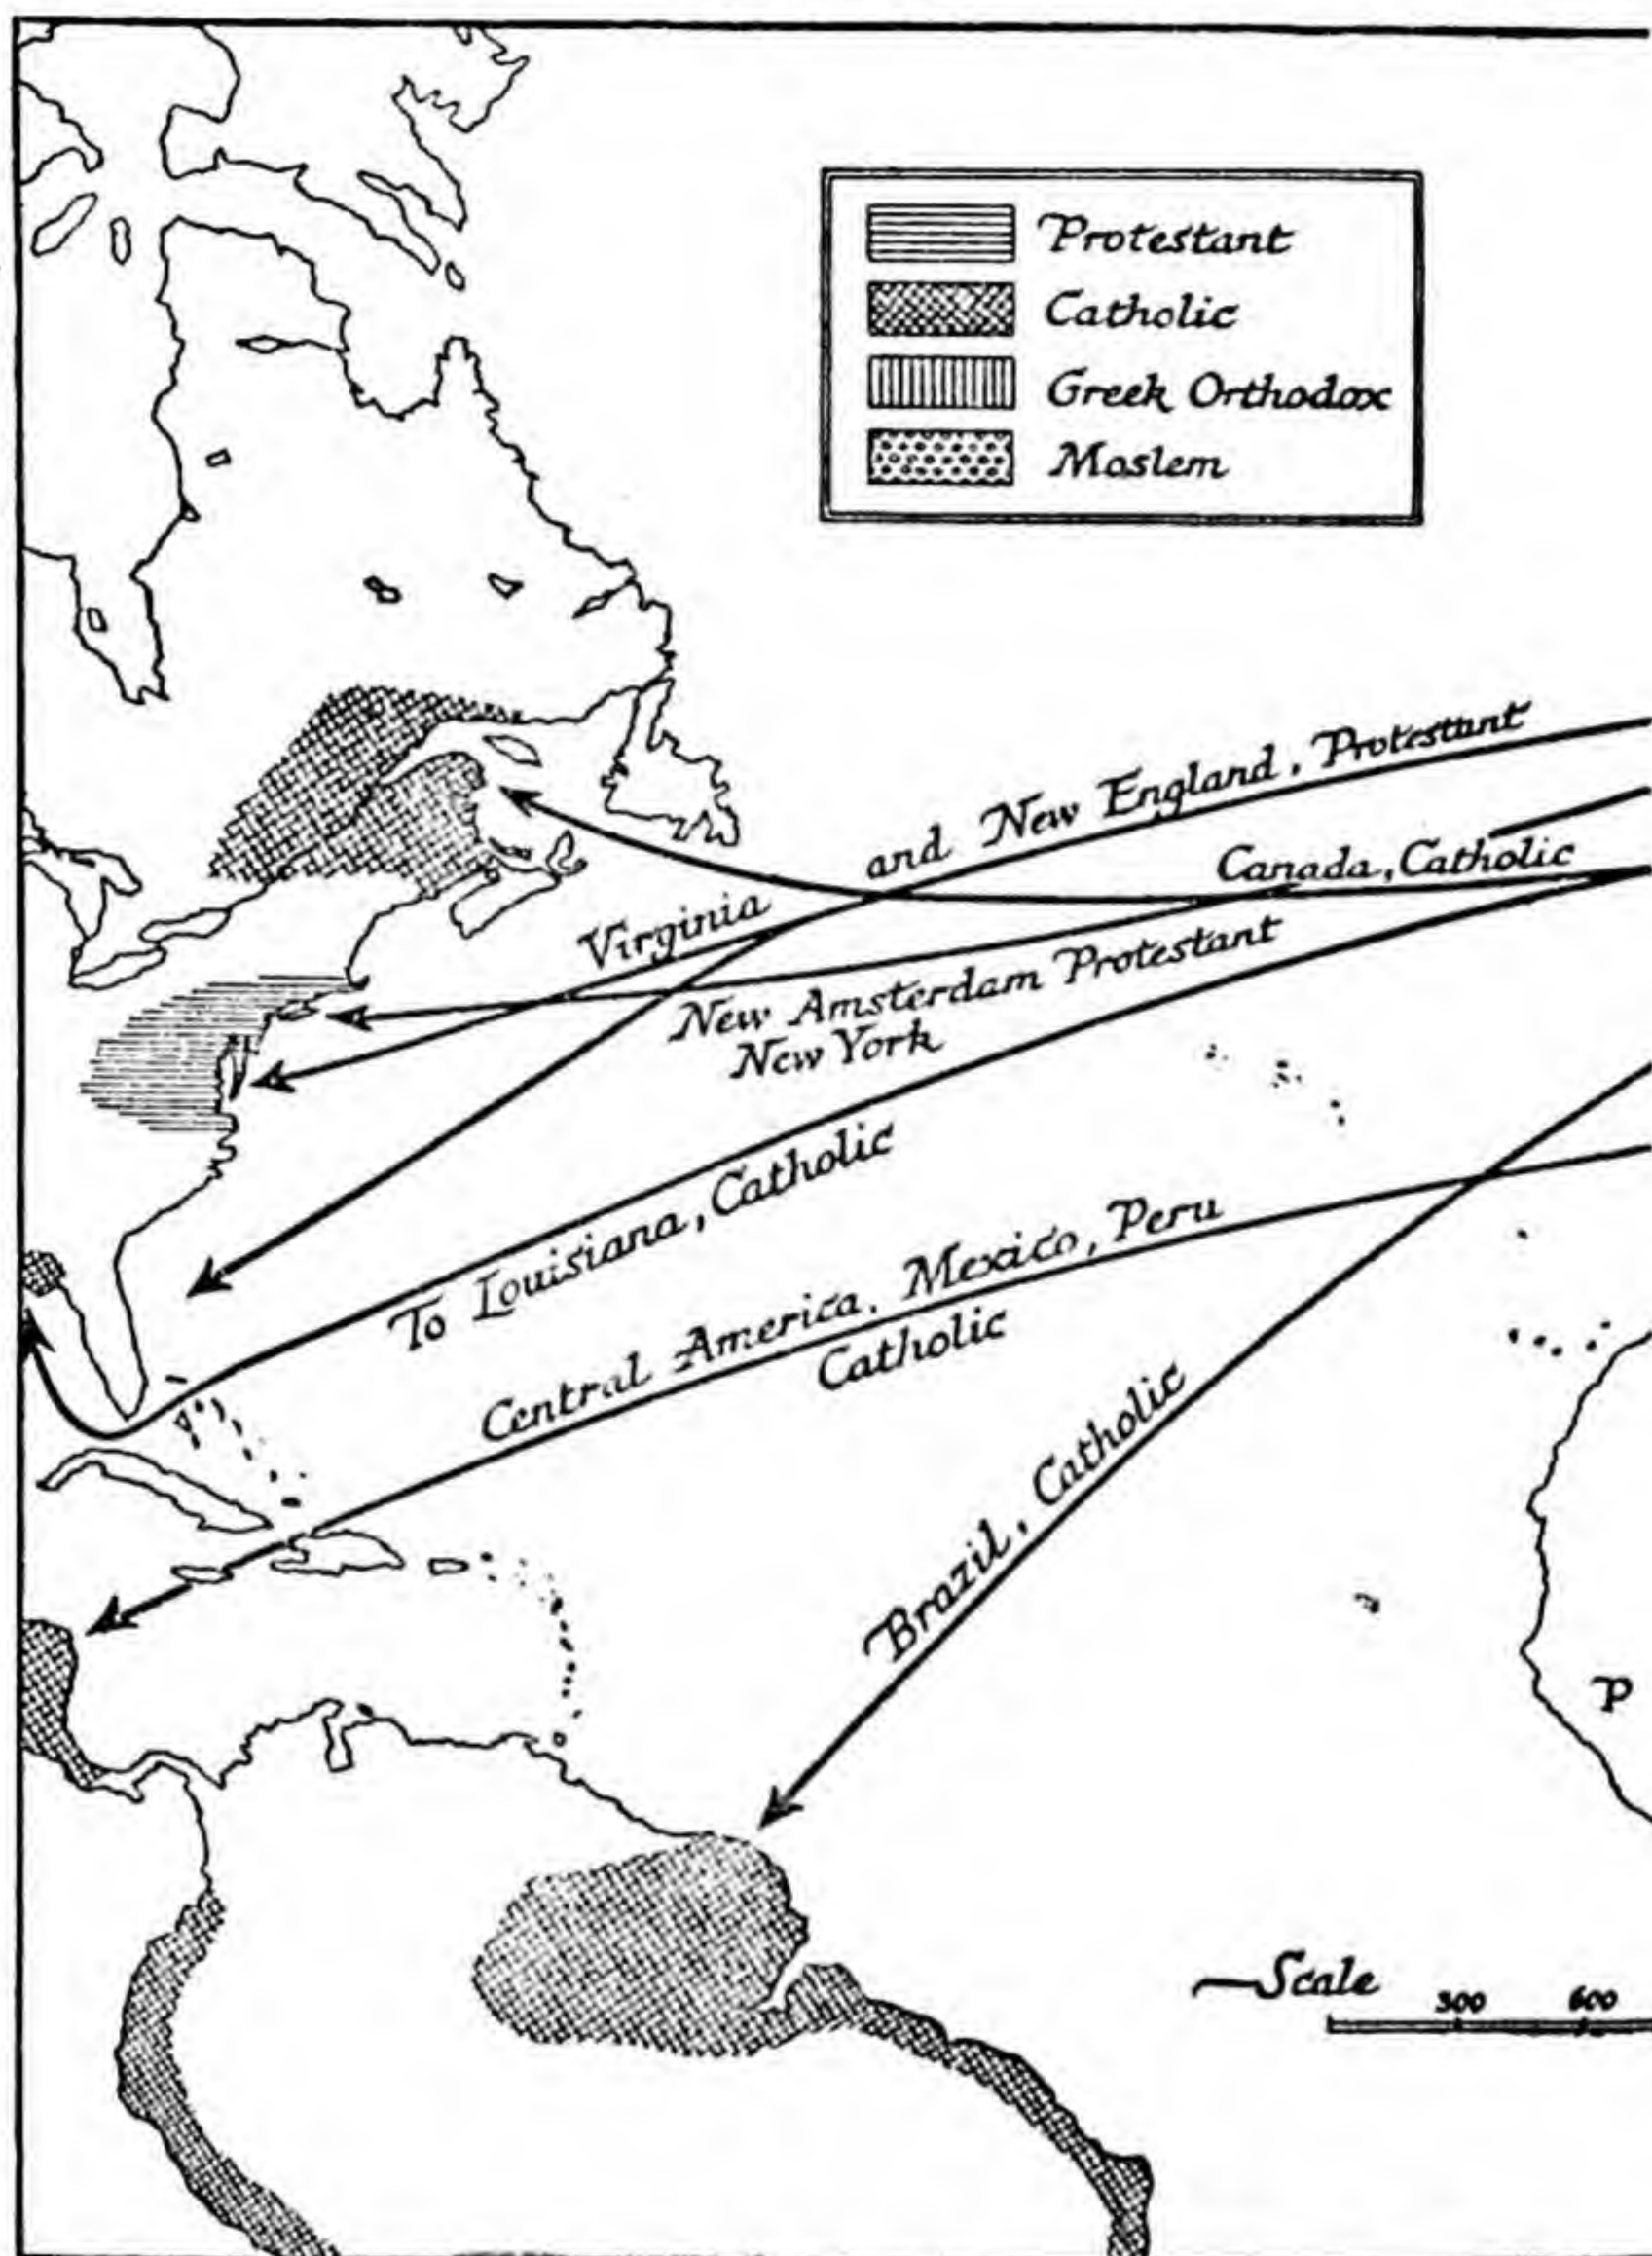 Protestant
Catholic
Greek Orthodox
Moslem
Virginia and New England, Protestant
Canada, Catholic
New Amsterdam Protestant
New York
To Louisiana, Catholic
Central America. Mexico, Peru
Catholic
Brazil, Catholic
P
Scale
300 600